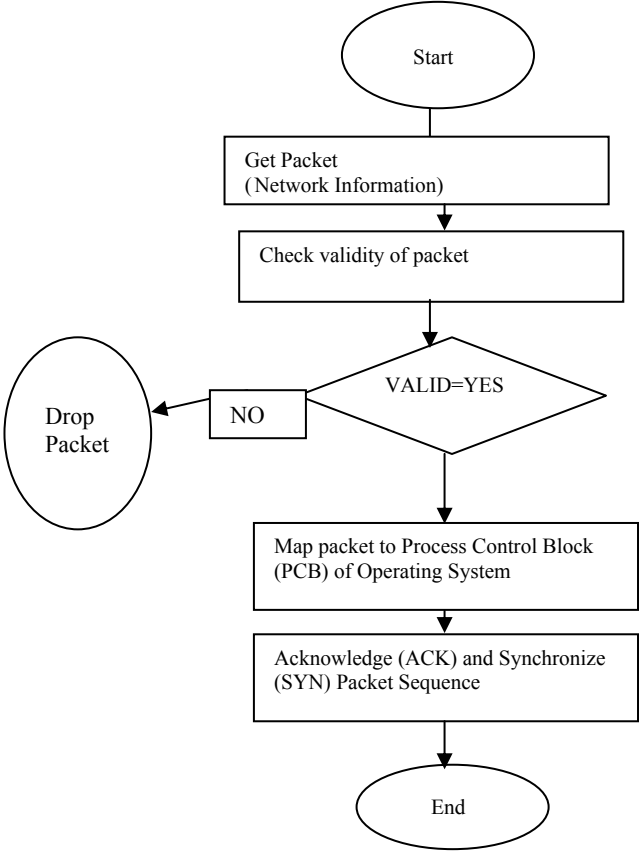 Start
Get Packet
(Network Information)
Check validity of packet
VALID=YES
NO
Drop
Packet
Map packet to Process Control Block
(PCB) of Operating System
Acknowledge (ACK) and Synchronize
(SYN) Packet Sequence
End